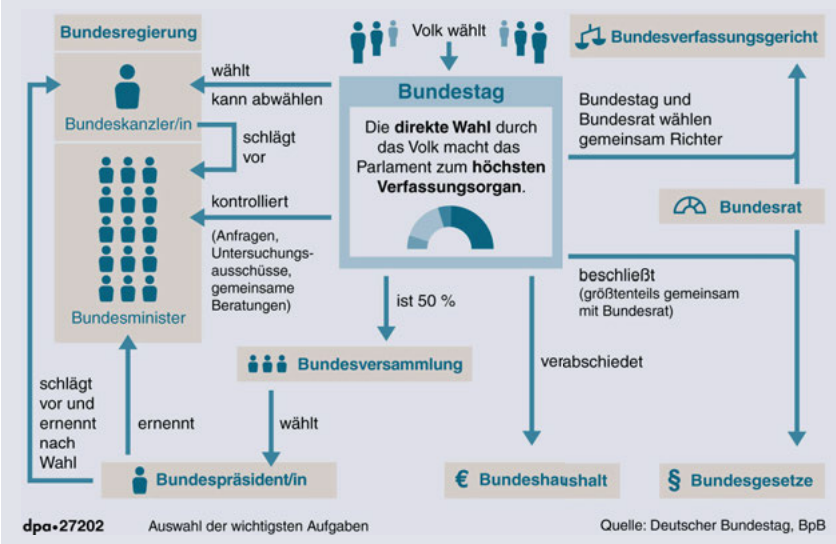 Bundesregierung
Volk wählt
Bundesverfassungsgericht
wählt
kann abwählen
Bundeskanzler/in
schlägt
vor
Bundestag
Die direkte Wahl durch
das Volk macht das
Parlament zum höchsten
Verfassungsorgan.
Bundestag und
Bundesrat wählen
gemeinsam Richter
Bundesrat
kontrolliert
(Anfragen,
Untersuchungs-
ausschüsse,
gemeinsame
Beratungen)
Bundesminister
beschließt
(größtenteils gemeinsam
mit Bundesrat)
ist 50 %
Bundesversammlung
verabschiedet
schlägt
vor und
ernennt
nach
Wahl
ernennt
wählt
Bundespräsident/in
€ Bundeshaushalt
§ Bundesgesetze
dpa•27202
Auswahl der wichtigsten Aufgaben
Quelle: Deutscher Bundestag, BpB